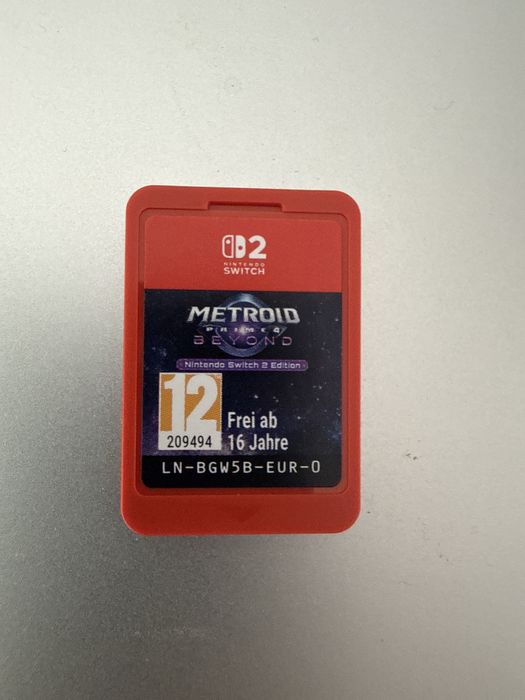 2
NINTENDO
SWITCH
METROID
PRIME 4
BEYOND
Nintendo Switch 2 Edition
12
209494
Frei ab
16 Jahre
LN-BGW5B-EUR-0